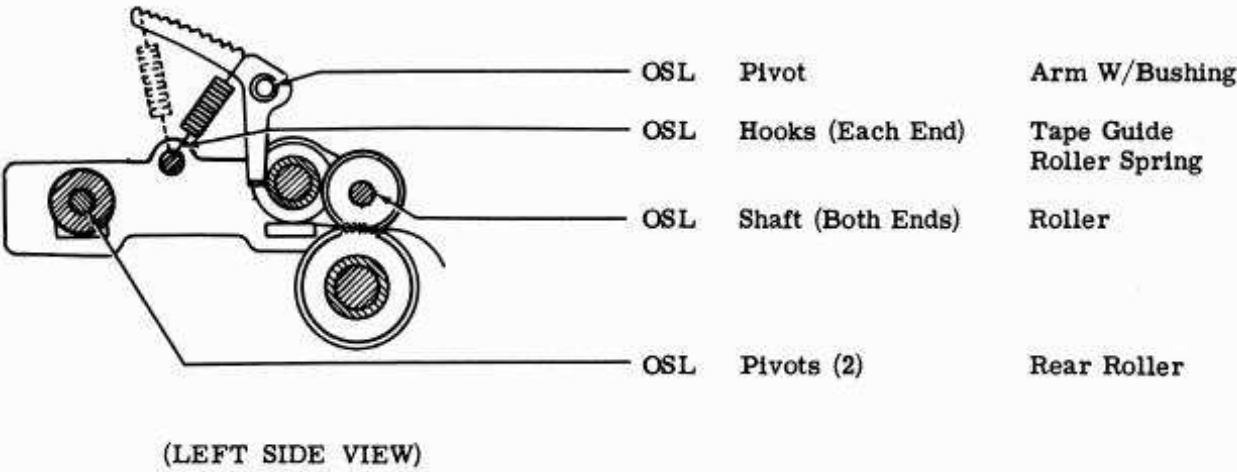 OSL Pivot Arm W/Bushing
OSL Hooks (Each End) Tape Guide
Roller Spring
OSL Shaft (Both Ends) Roller
OSL Pivots (2) Rear Roller
(LEFT SIDE VIEW)